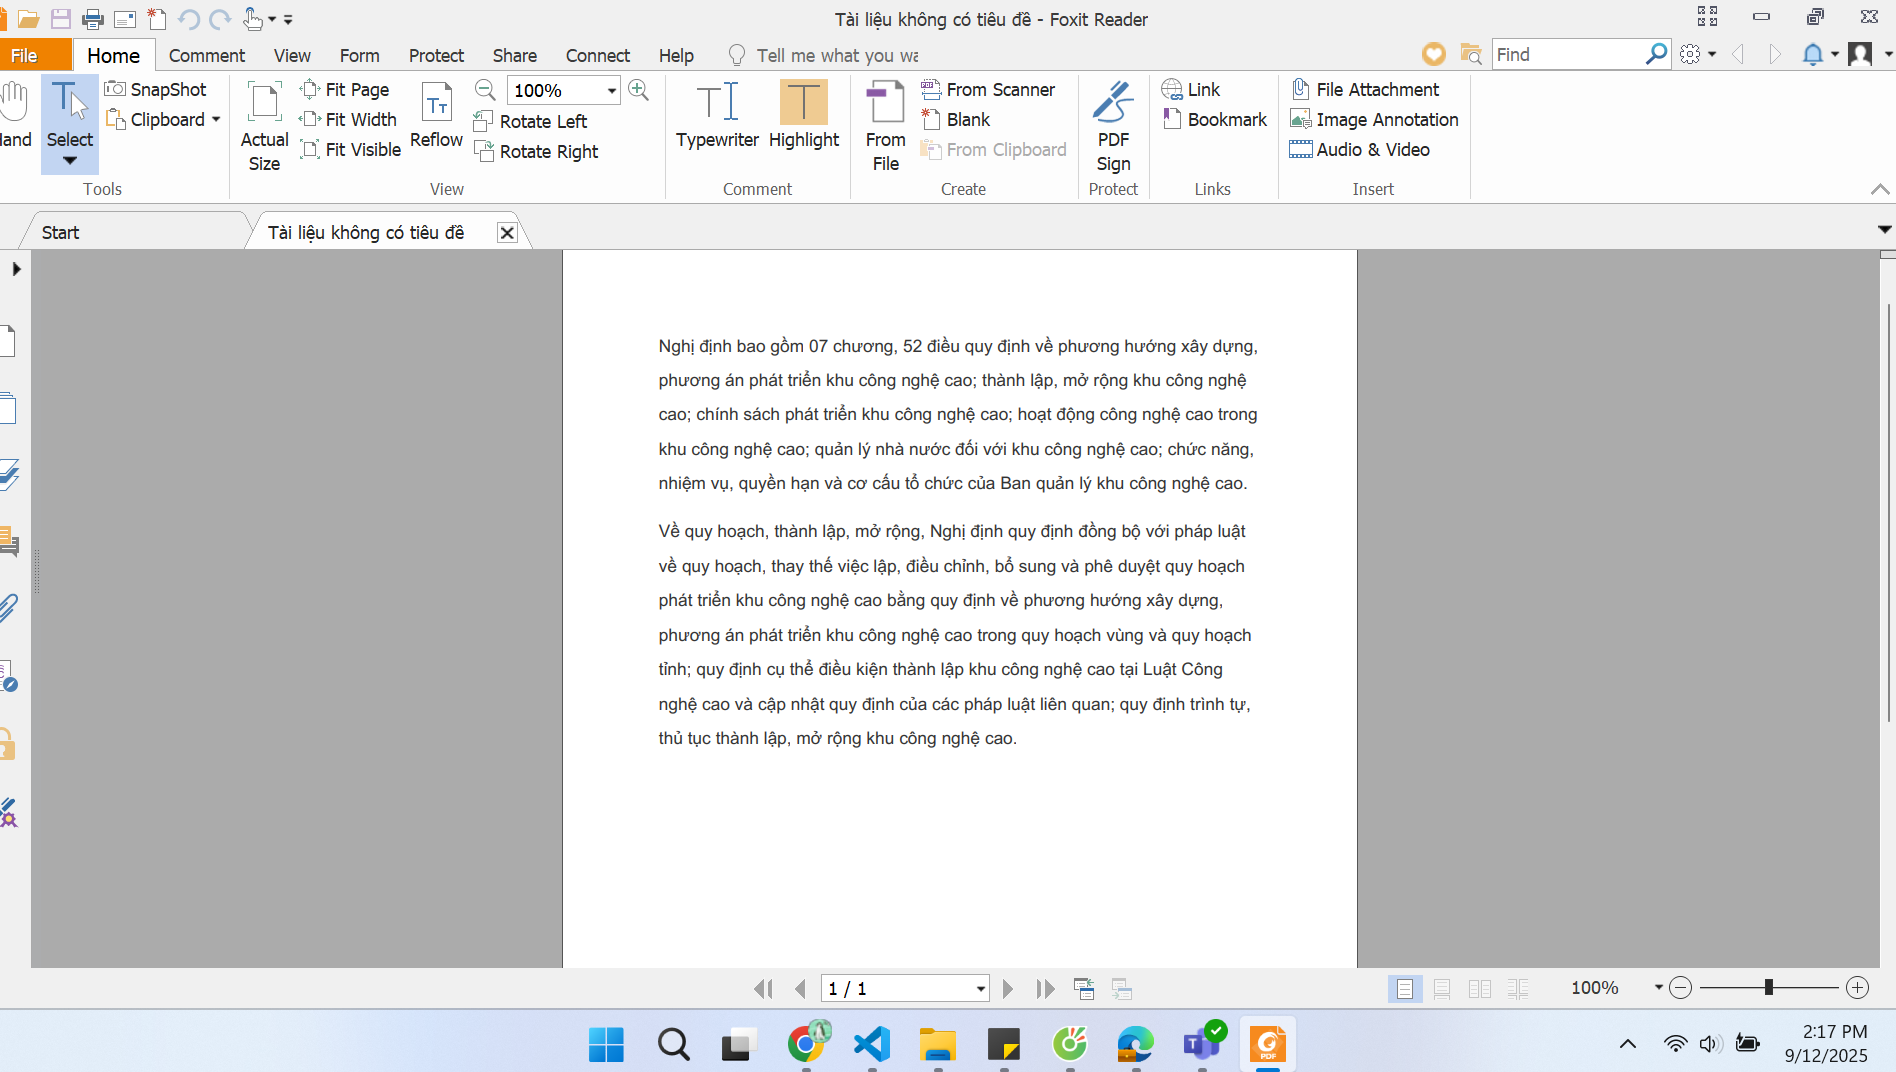 Tài liệu không có tiêu đề - Foxit Reader
File
Home
Comment
View
Form
Protect
Share
Connect
Help
Tell me what you
Find
Select
SnapShot
Clipboard
Tools
Actual
Size
Fit Page
Fit Width
Fit Visible
Reflow
100%
Rotate Left
Rotate Right
View
Typewriter
Highlight
Comment
From
File
From Scanner
Blank
From Clipboard
Create
PDF
Sign
Protect
Link
Bookmark
Links
File Attachment
Image Annotation
Audio & Video
Insert
Start
Tài liệu không có tiêu đề
Nghị định bao gồm 07 chương, 52 điều quy định về phương hướng xây dựng,
phương án phát triển khu công nghệ cao; thành lập, mở rộng khu công nghệ
cao; chính sách phát triển khu công nghệ cao; hoạt động công nghệ cao trong
khu công nghệ cao; quản lý nhà nước đối với khu công nghệ cao; chức năng,
nhiệm vụ, quyền hạn và cơ cấu tổ chức của Ban quản lý khu công nghệ cao.
Về quy hoạch, thành lập, mở rộng, Nghị định quy định đồng bộ với pháp luật
về quy hoạch, thay thế việc lập, điều chỉnh, bổ sung và phê duyệt quy hoạch
phát triển khu công nghệ cao bằng quy định về phương hướng xây dựng,
phương án phát triển khu công nghệ cao trong quy hoạch vùng và quy hoạch
tỉnh; quy định cụ thể điều kiện thành lập khu công nghệ cao tại Luật Công
nghệ cao và cập nhật quy định của các pháp luật liên quan; quy định trình tự,
thủ tục thành lập, mở rộng khu công nghệ cao.
1 / 1
100%
2:17 PM
9/12/2025